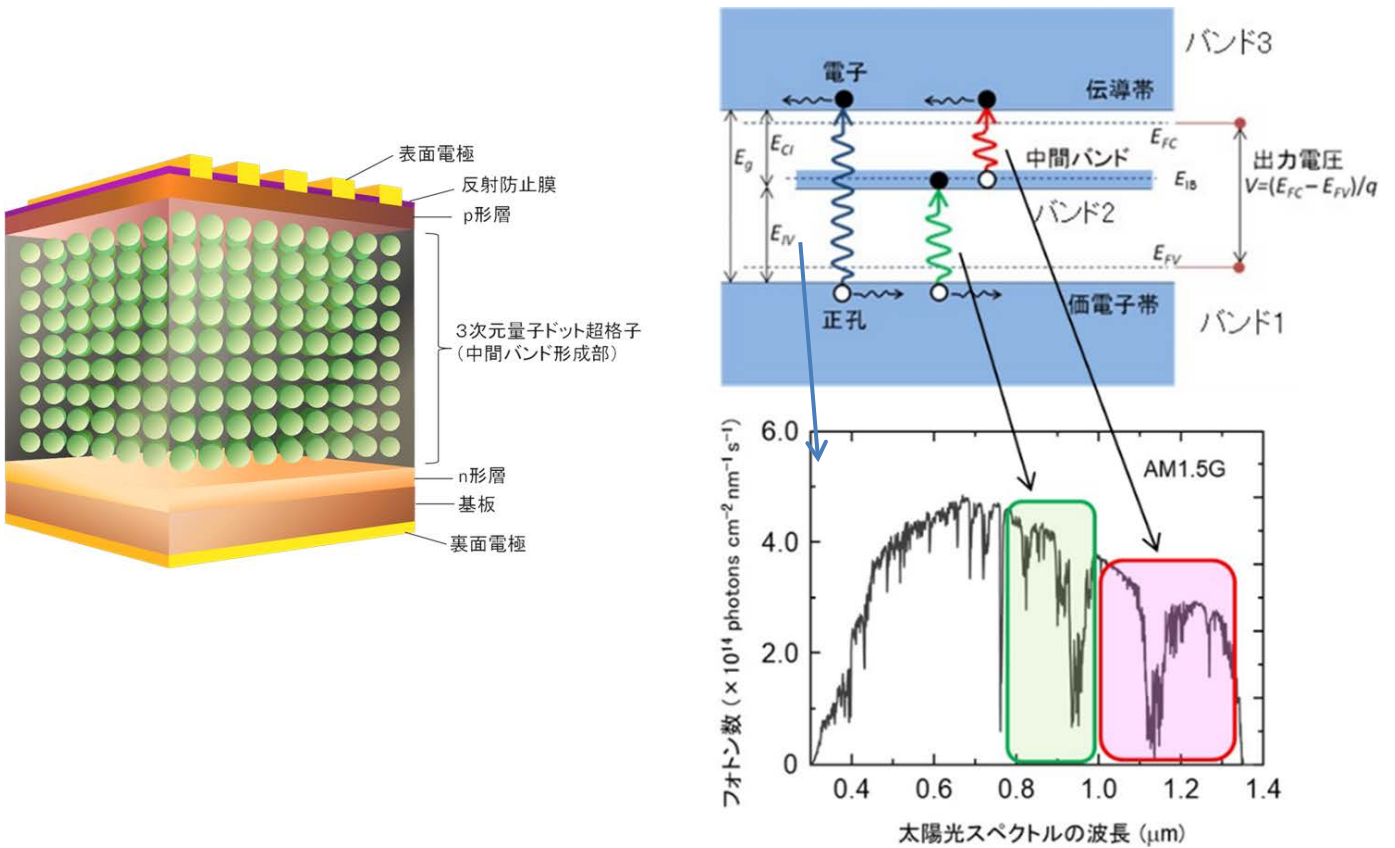 表面電極
反射防止膜
p形層
3次元量子ドット超格子
(中間バンド形成部)
n形層
基板
裏面電極
バンド3
電子
伝導帯
E_g
E_CI
E_FC
中間バンド
E_IB
出力電圧
V=(E_FC−E_FV)/q
バンド2
E_IV
E_FV
正孔
価電子帯
バンド1
6.0
4.0
2.0
0
AM1.5G
フォトン数 (×10¹⁴ photons cm⁻² nm⁻¹ s⁻¹)
0.4 0.6 0.8 1.0 1.2 1.4
太陽光スペクトルの波長 (μm)